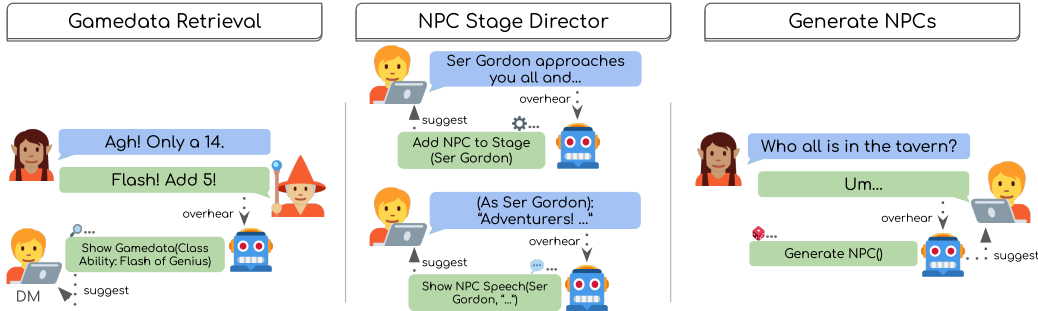 Gamedata Retrieval
Agh! Only a 14.
Flash! Add 5!
overhear
Show Gamedata(Class
Ability: Flash of Genius)
suggest
DM
NPC Stage Director
Ser Gordon approaches
you all and...
overhear
suggest
Add NPC to Stage
(Ser Gordon)
(As Ser Gordon):
“Adventurers! ...”
overhear
suggest
Show NPC Speech(Ser
Gordon, “...”)
Generate NPCs
Who all is in the tavern?
Um...
overhear
Generate NPC()
suggest